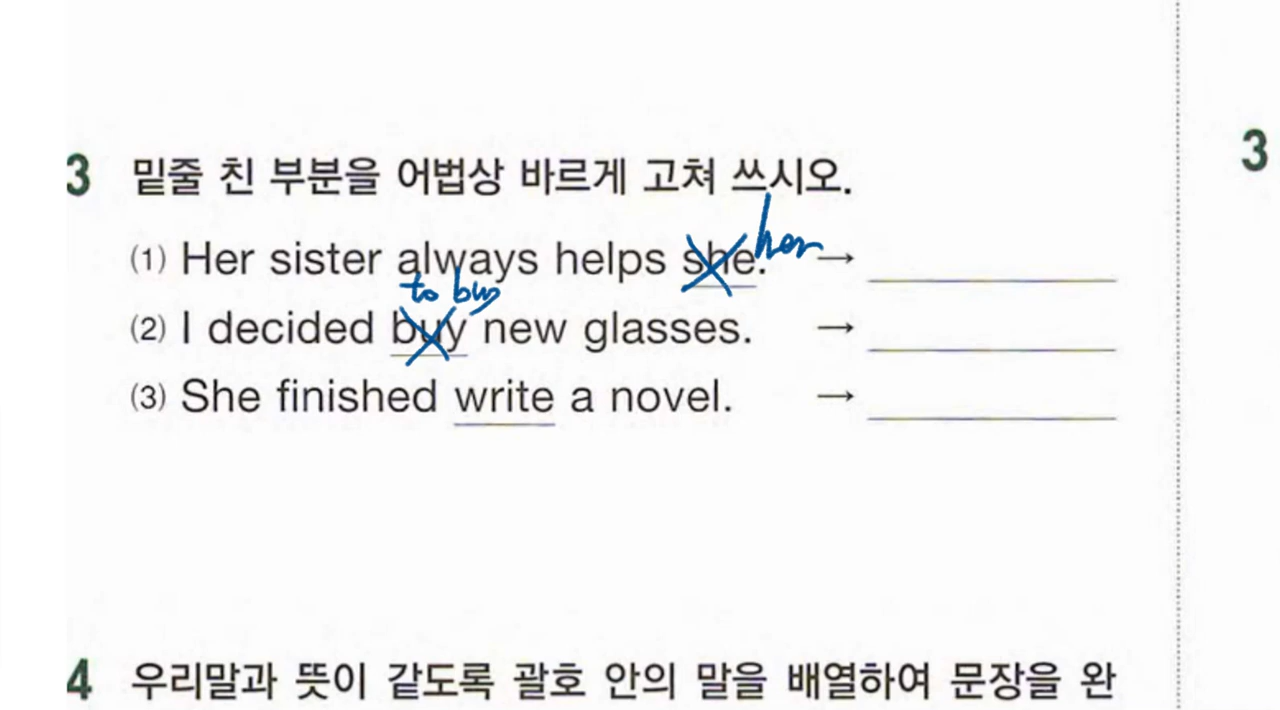 3 밑줄 친 부분을 어법상 바르게 고쳐 쓰시오.
(1) Her sister always helps she. her →
to buy
(2) I decided buy new glasses. →
(3) She finished write a novel. →
4 우리말과 뜻이 같도록 괄호 안의 말을 배열하여 문장을 완
3